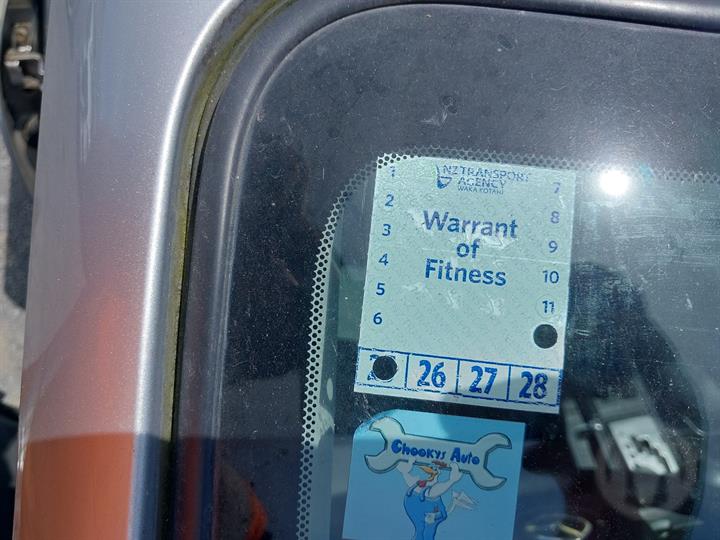 NZ TRANSPORT
AGENCY
WAKA KOTAHI
Warrant
of
Fitness
1
2
3
4
5
6
7
8
9
10
11
26 27 28
Chookys Auto